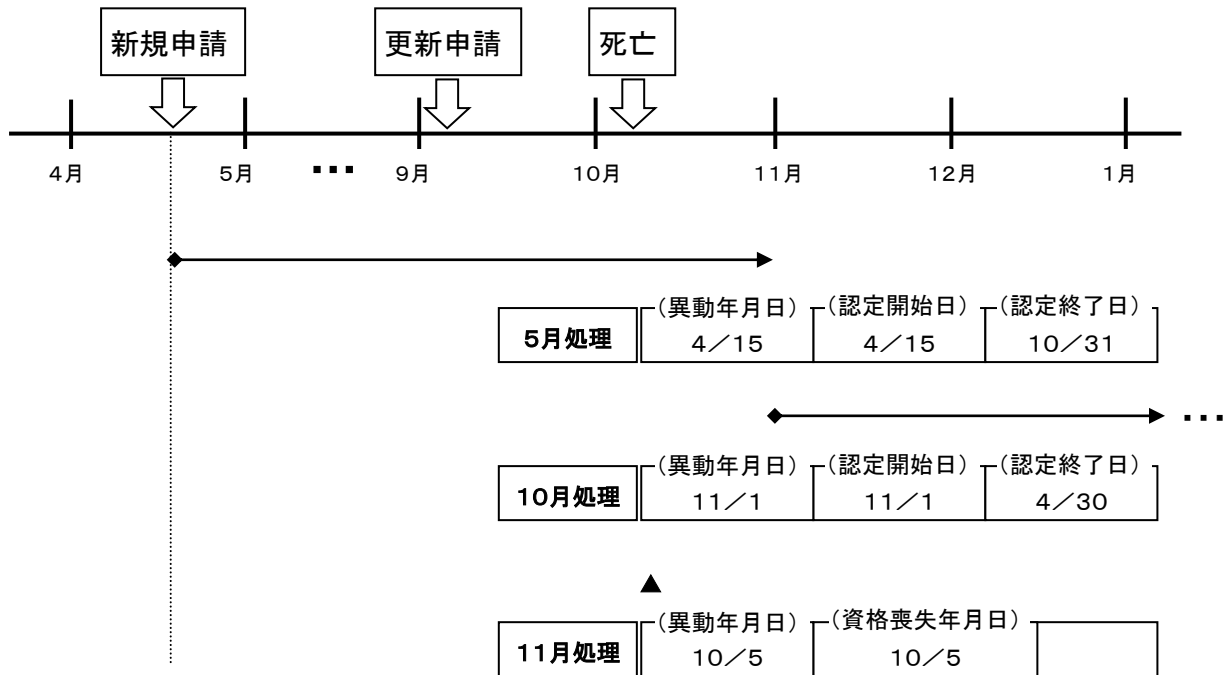 新規申請 更新申請 死亡
4月 5月 … 9月 10月 11月 12月 1月
(異動年月日) (認定開始日) (認定終了日)
5月処理 4／15 4／15 10／31
…
(異動年月日) (認定開始日) (認定終了日)
10月処理 11／1 11／1 4／30
▲
(異動年月日) (資格喪失年月日)
11月処理 10／5 10／5